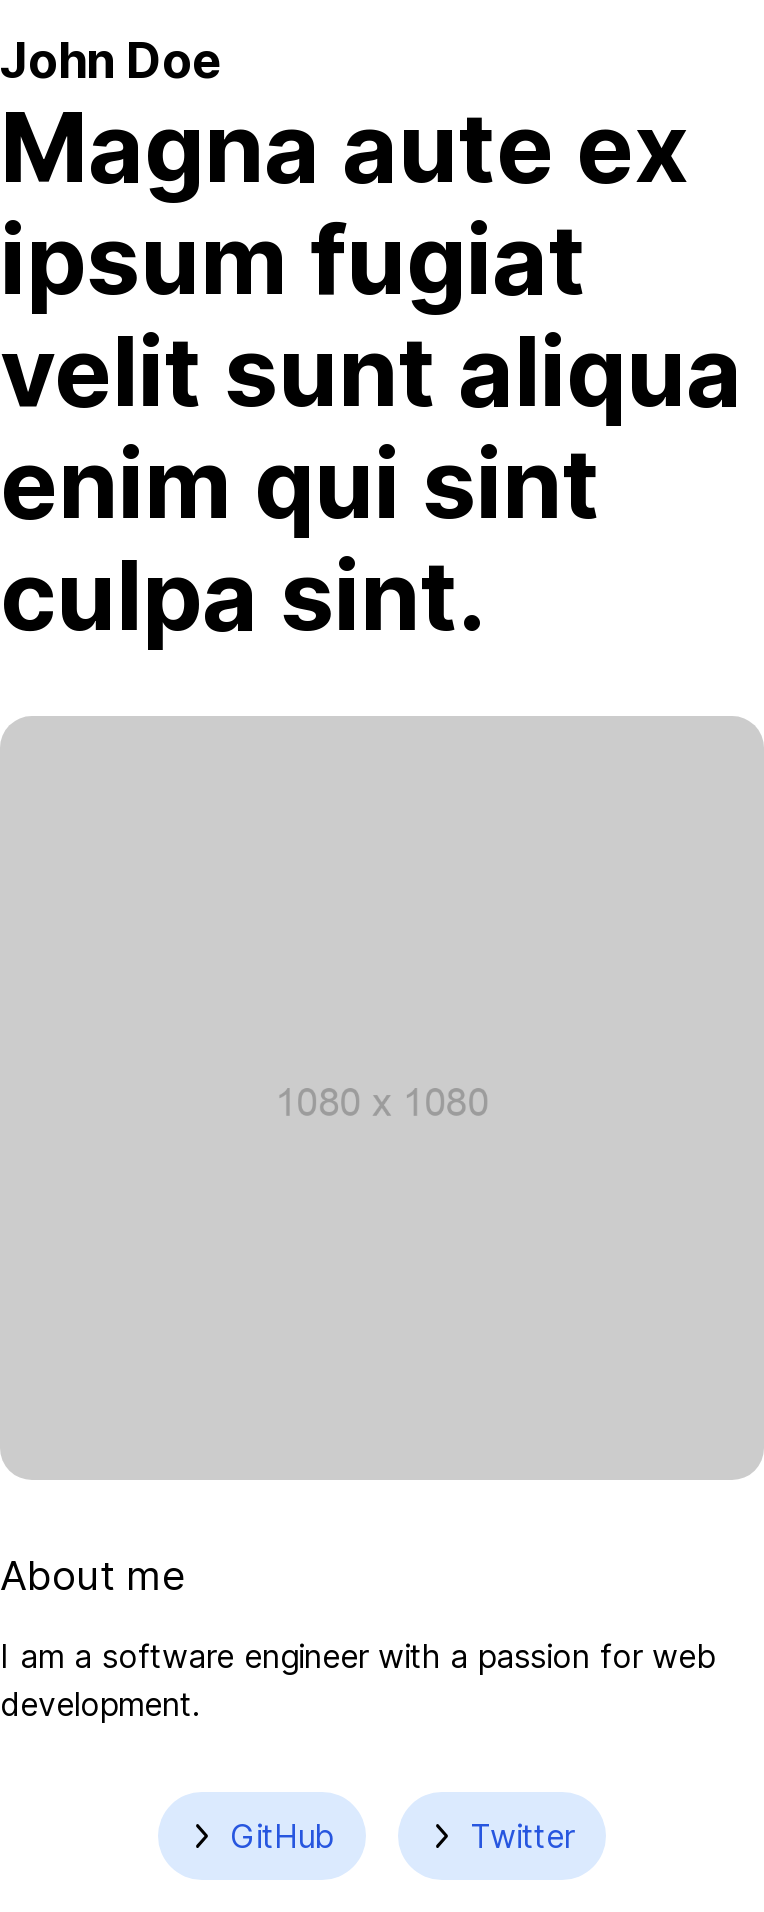 John Doe
Magna aute ex
ipsum fugiat
velit sunt aliqua
enim qui sint
culpa sint.
1080 x 1080
About me
I am a software engineer with a passion for web
development.
GitHub
Twitter